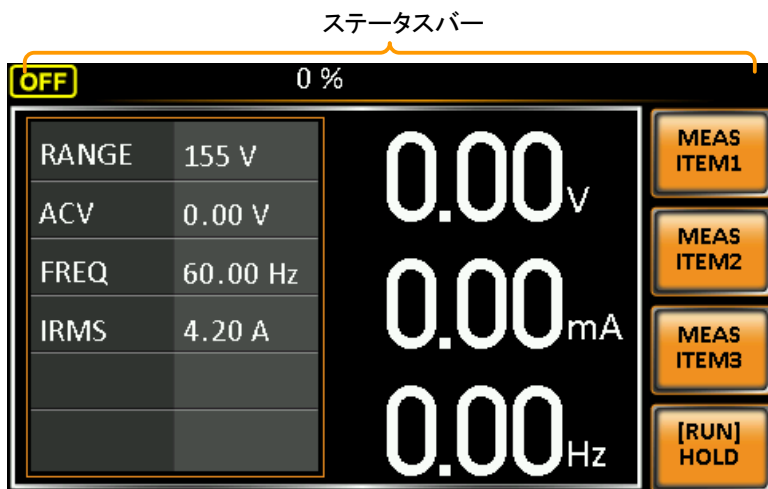 ステータスバー
OFF 0 %
RANGE 155 V
ACV 0.00 V
FREQ 60.00 Hz
IRMS 4.20 A
0.00V
0.00mA
0.00Hz
MEAS
ITEM1
MEAS
ITEM2
MEAS
ITEM3
[RUN]
HOLD